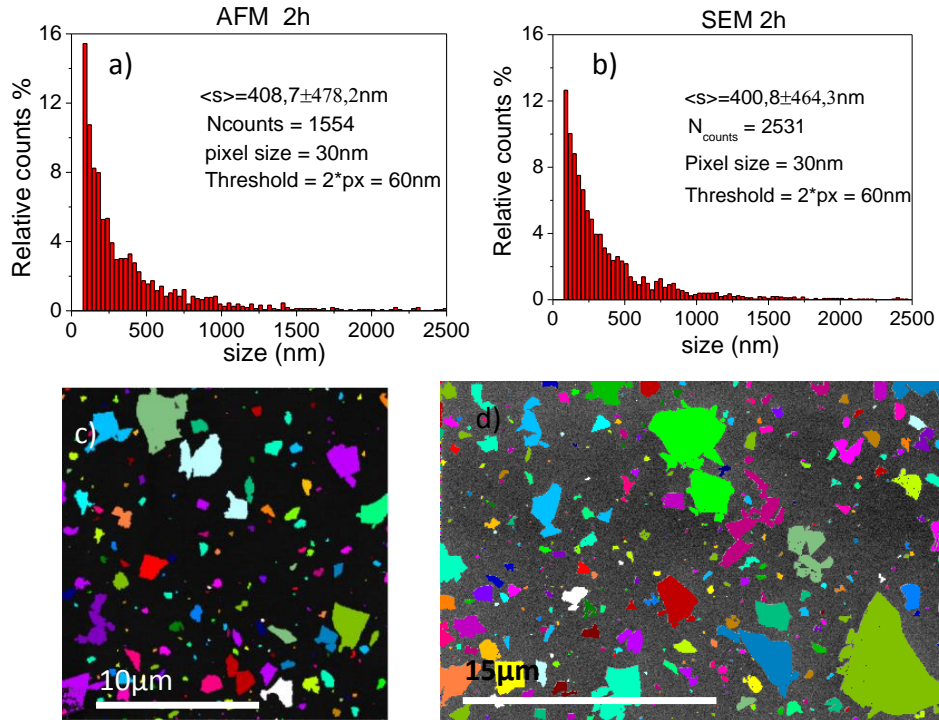 AFM  2h
16
12
8
4
0
Relative counts %
a)
<s>=408,7±478,2nm
Ncounts = 1554
pixel size = 30nm
Threshold = 2*px = 60nm
0 500 1000 1500 2000 2500
size (nm)
SEM 2h
16
12
8
4
0
Relative counts %
b)
<s>=400,8±464,3nm
Ncounts = 2531
Pixel size = 30nm
Threshold = 2*px = 60nm
0 500 1000 1500 2000 2500
size (nm)
c)
10µm
d)
15µm